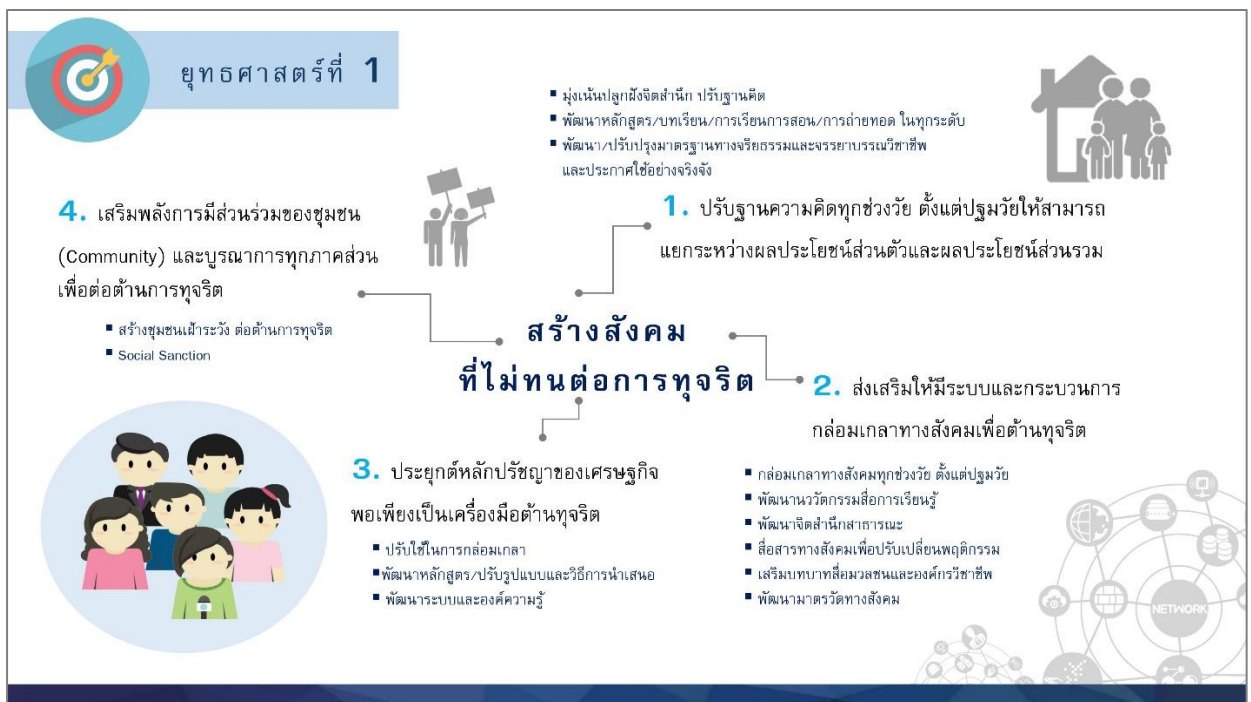 ยุทธศาสตร์ที่ 1
▪ มุ่งเน้นปลูกฝังจิตสำนึก ปรับฐานคิด
▪ พัฒนาหลักสูตร/บทเรียน/การเรียนการสอน/การถ่ายทอด ในทุกระดับ
▪ พัฒนา/ปรับปรุงมาตรฐานทางจริยธรรมและจรรยาบรรณวิชาชีพ
และประกาศใช้อย่างจริงจัง
1. ปรับฐานความคิดทุกช่วงวัย ตั้งแต่ปฐมวัยให้สามารถ
แยกระหว่างผลประโยชน์ส่วนตัวและผลประโยชน์ส่วนรวม
4. เสริมพลังการมีส่วนร่วมของชุมชน
(Community) และบูรณาการทุกภาคส่วน
เพื่อต่อต้านการทุจริต
▪ สร้างชุมชนเฝ้าระวัง ต่อต้านการทุจริต
▪ Social Sanction
สร้างสังคม
ที่ไม่ทนต่อการทุจริต
2. ส่งเสริมให้มีระบบและกระบวนการ
กล่อมเกลาทางสังคมเพื่อต้านทุจริต
▪ กล่อมเกลาทางสังคมทุกช่วงวัย ตั้งแต่ปฐมวัย
▪ พัฒนานวัตกรรมสื่อการเรียนรู้
▪ พัฒนาจิตสำนึกสาธารณะ
▪ สื่อสารทางสังคมเพื่อปรับเปลี่ยนพฤติกรรม
▪ เสริมบทบาทสื่อมวลชนและองค์กรวิชาชีพ
▪ พัฒนามาตรวัดทางสังคม
3. ประยุกต์หลักปรัชญาของเศรษฐกิจ
พอเพียงเป็นเครื่องมือต้านทุจริต
▪ ปรับใช้ในการกล่อมเกลา
▪พัฒนาหลักสูตร/ปรับรูปแบบและวิธีการนำเสนอ
▪ พัฒนาระบบและองค์ความรู้
NETWORK